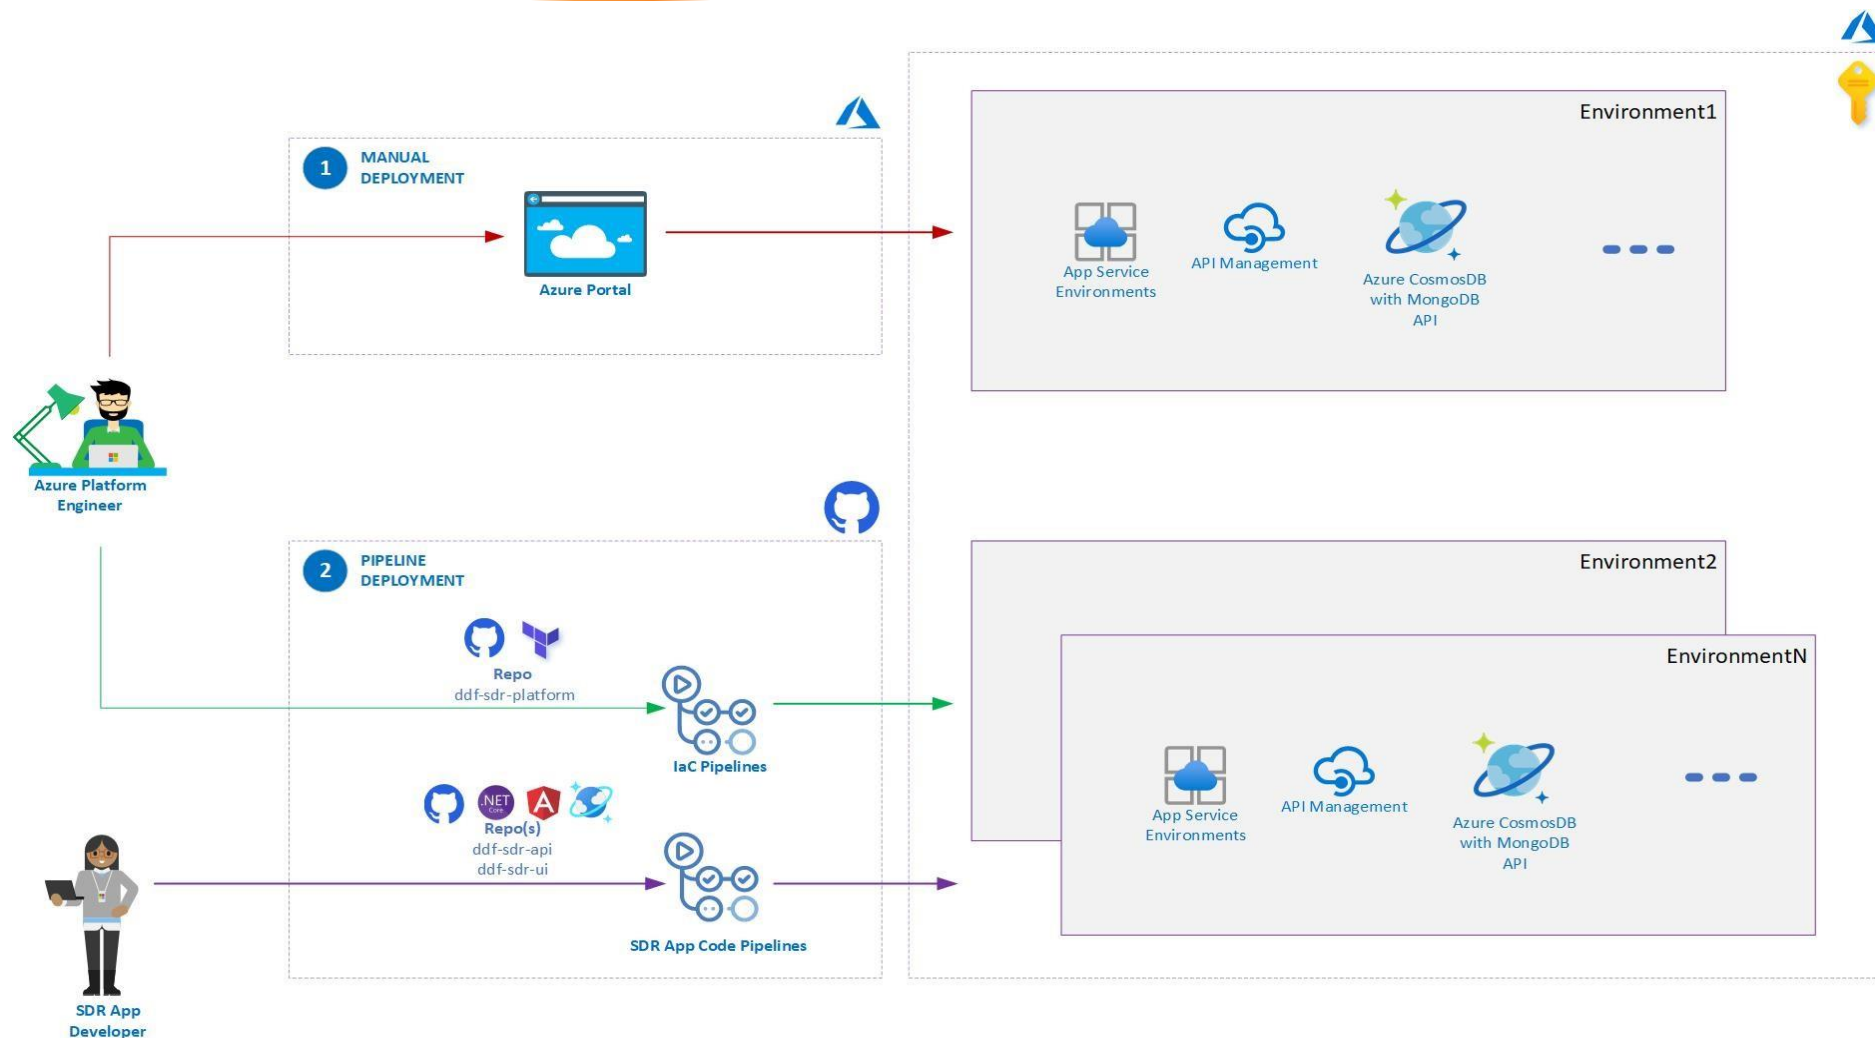 Environment1
1
MANUAL
DEPLOYMENT
Azure Portal
App Service
Environments
API Management
Azure CosmosDB
with MongoDB
API
Azure Platform
Engineer
2
PIPELINE
DEPLOYMENT
Repo
ddf-sdr-platform
IaC Pipelines
.NET
Core
A
Repo(s)
ddf-sdr-api
ddf-sdr-ui
SDR App Code Pipelines
SDR App
Developer
Environment2
EnvironmentN
App Service
Environments
API Management
Azure CosmosDB
with MongoDB
API